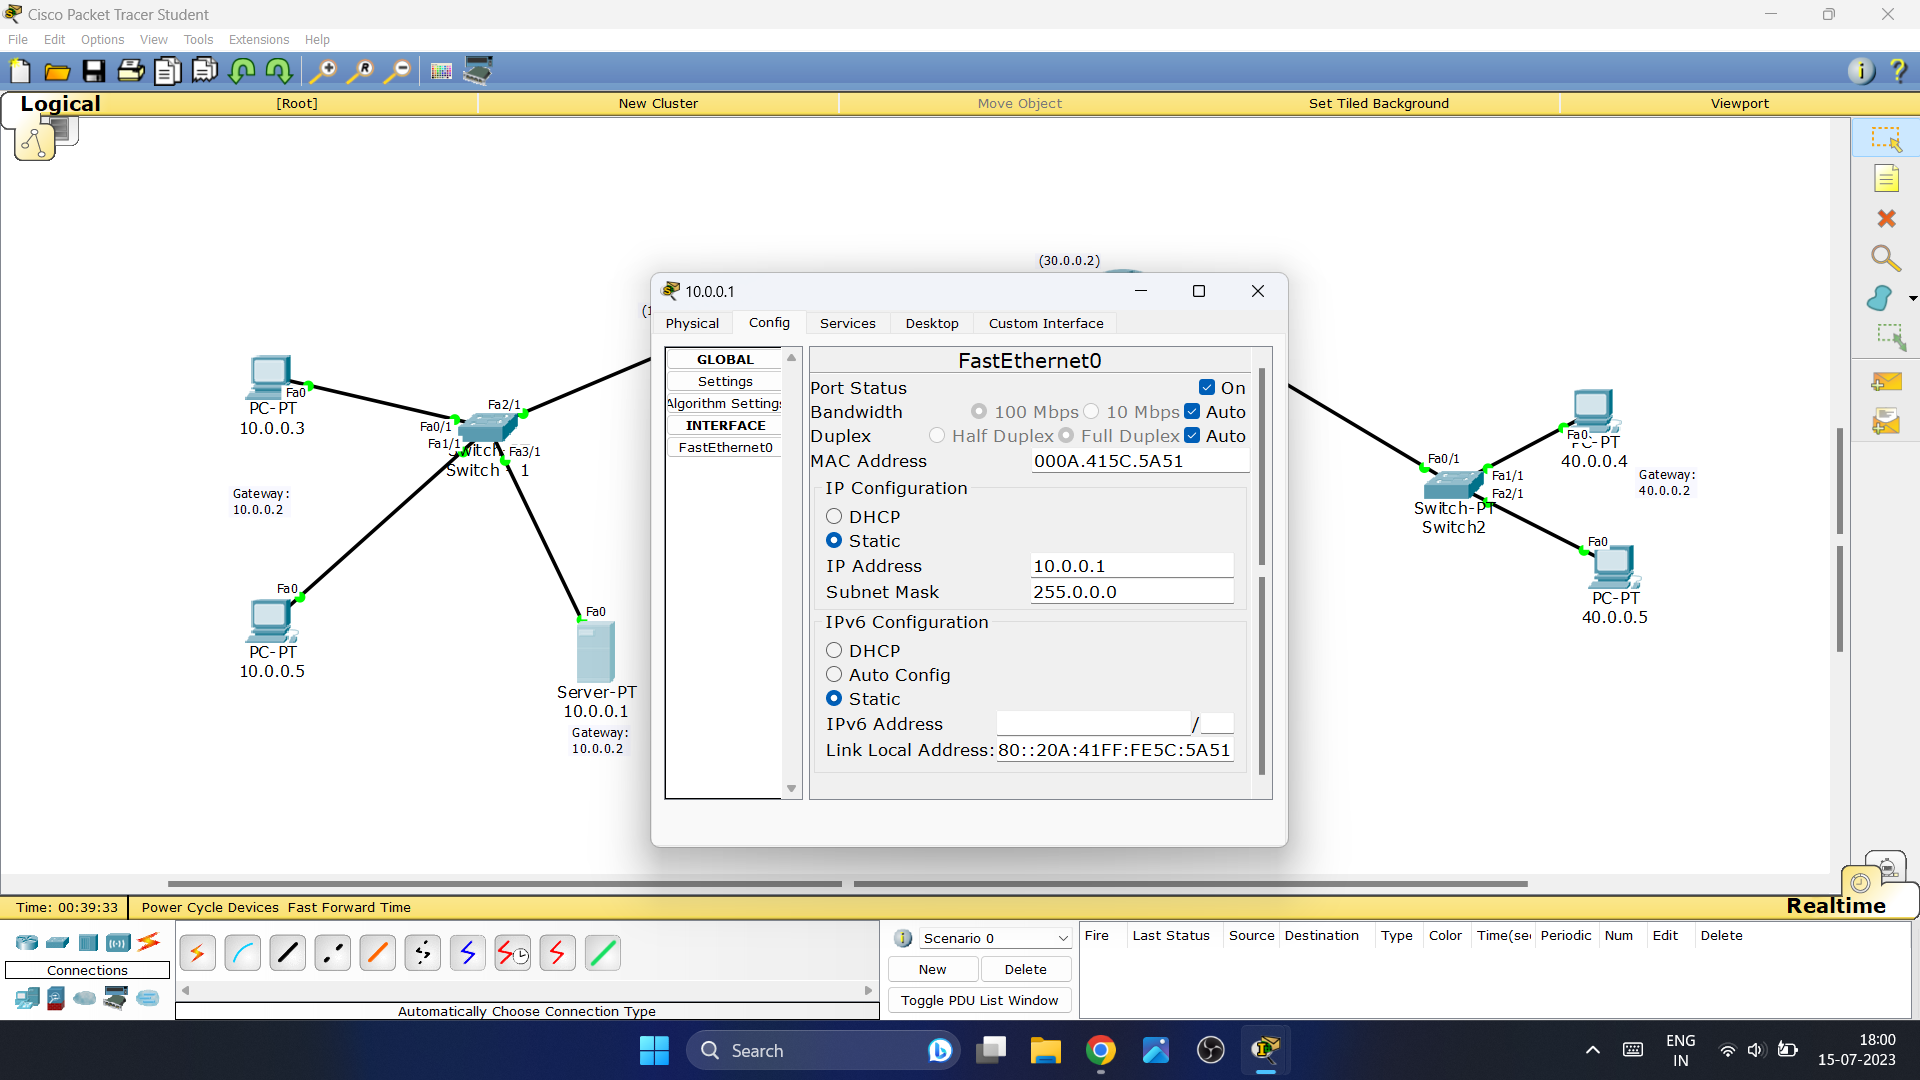 Cisco Packet Tracer Student
File Edit Options View Tools Extensions Help
Logical [Root] New Cluster Move Object Set Tiled Background Viewport
(30.0.0.2)
10.0.0.1
Physical Config Services Desktop Custom Interface
GLOBAL
Settings
Algorithm Settings
INTERFACE
FastEthernet0
FastEthernet0
Port Status On
Bandwidth 100 Mbps 10 Mbps Auto
Duplex Half Duplex Full Duplex Auto
MAC Address 000A.415C.5A51
IP Configuration
DHCP
Static
IP Address 10.0.0.1
Subnet Mask 255.0.0.0
IPv6 Configuration
DHCP
Auto Config
Static
IPv6 Address /
Link Local Address: 80::20A:41FF:FE5C:5A51
Fa0
PC-PT
10.0.0.3
Fa2/1
Fa0/1
Fa1/1
Fa3/1
Switch - 1
Gateway:
10.0.0.2
Fa0
PC-PT
10.0.0.5
Fa0
Server-PT
10.0.0.1
Gateway:
10.0.0.2
Fa0/1
Fa1/1
Fa2/1
Switch-PT
Switch2
Fa0
PC-PT
40.0.0.4
Gateway:
40.0.0.2
Fa0
PC-PT
40.0.0.5
Time: 00:39:33 Power Cycle Devices Fast Forward Time
Realtime
Connections
Automatically Choose Connection Type
Scenario 0
New Delete
Toggle PDU List Window
Fire Last Status Source Destination Type Color Time(sec Periodic Num Edit Delete
Search
ENG
IN
18:00
15-07-2023